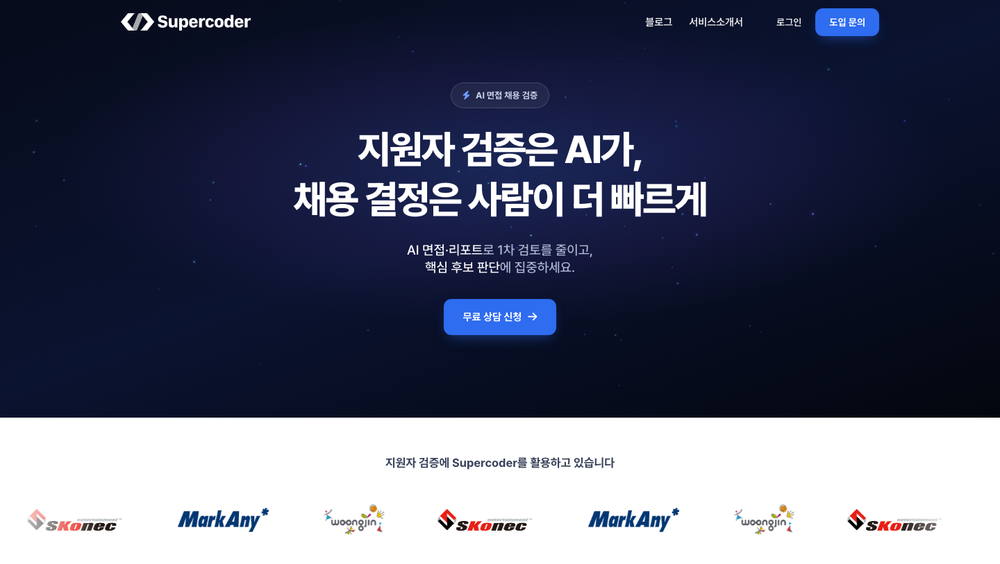 Supercoder
블로그
서비스소개서
로그인
도입 문의
AI 면접 채용 검증
지원자 검증은 AI가,
채용 결정은 사람이 더 빠르게
AI 면접·리포트로 1차 검토를 줄이고,
핵심 후보 판단에 집중하세요.
무료 상담 신청
지원자 검증에 Supercoder를 활용하고 있습니다
entertainment™
SKonec
MarkAny*
woongjin
entertainment™
SKonec
MarkAny*
woongjin
entertainment™
SKonec